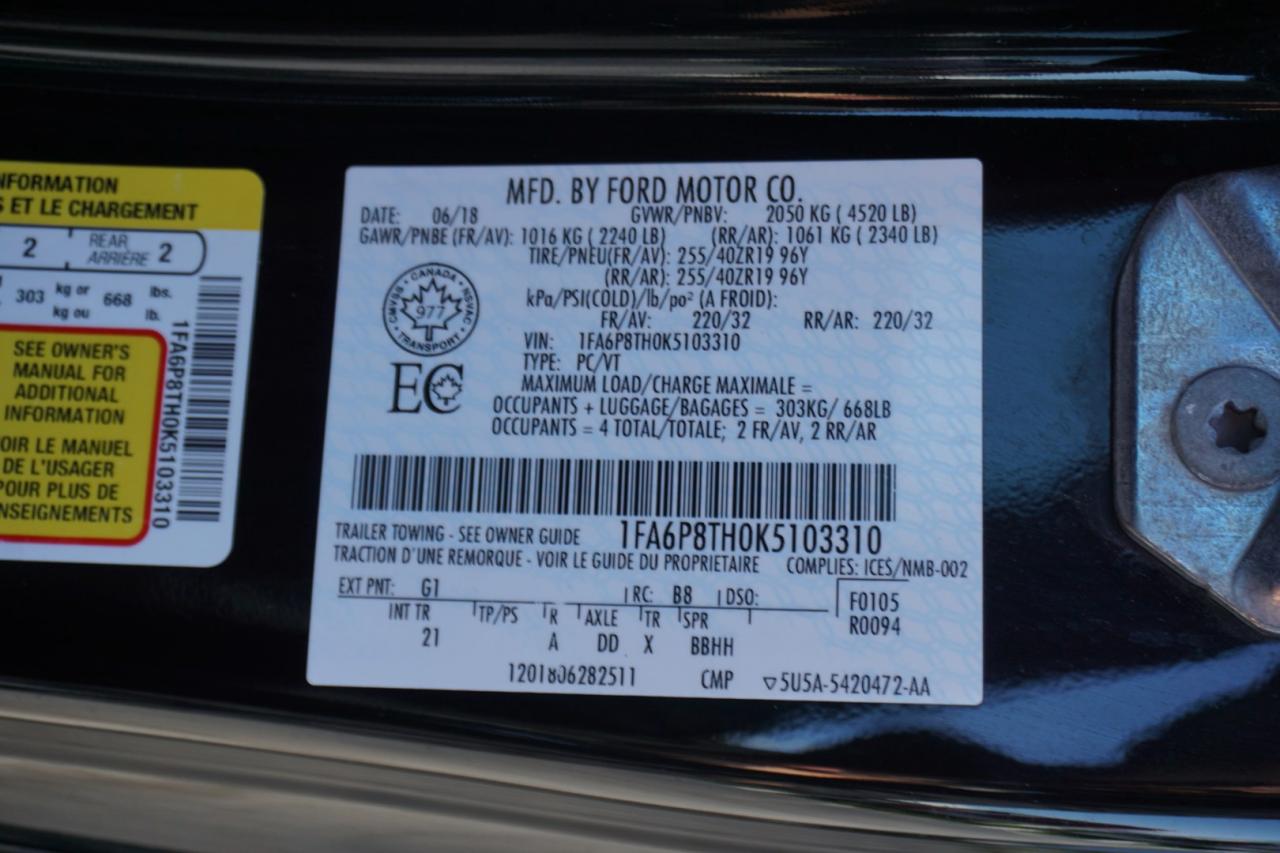 NFORMATION
S ET LE CHARGEMENT
2 REAR ARRIÈRE 2
303 kg or kg ou 668 lbs. lb.
SEE OWNER'S
MANUAL FOR
ADDITIONAL
INFORMATION
OIR LE MANUEL
DE L'USAGER
POUR PLUS DE
NSEIGNEMENTS
1FA6P8TH0K5103310
MFD. BY FORD MOTOR CO.
DATE: 06/18 GVWR/PNBV: 2050 KG ( 4520 LB)
GAWR/PNBE (FR/AV): 1016 KG ( 2240 LB) (RR/AR): 1061 KG ( 2340 LB)
TIRE/PNEU(FR/AV): 255/40ZR19 96Y
(RR/AR): 255/40ZR19 96Y
kPa/PSI(COLD)/lb/po² (A FROID):
FR/AV: 220/32 RR/AR: 220/32
VIN: 1FA6P8TH0K5103310
TYPE: PC/VT
MAXIMUM LOAD/CHARGE MAXIMALE =
OCCUPANTS + LUGGAGE/BAGAGES = 303KG/ 668LB
OCCUPANTS = 4 TOTAL/TOTALE; 2 FR/AV, 2 RR/AR
CANADA
CMVSS 977 NSVAC
TRANSPORT
EC
TRAILER TOWING - SEE OWNER GUIDE 1FA6P8TH0K5103310
TRACTION D'UNE REMORQUE - VOIR LE GUIDE DU PROPRIETAIRE COMPLIES: ICES/NMB-002
EXT PNT: G1 RC: B8 DSO: F0105
INT TR TP/PS R AXLE TR SPR R0094
21 A DD X BBHH
1201806282511 CMP 5U5A-5420472-AA